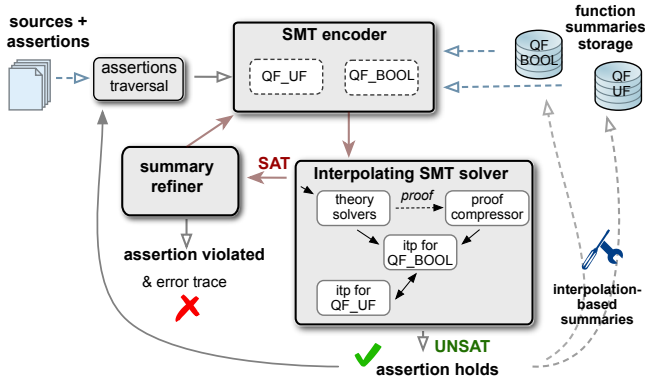 sources +
assertions
assertions
traversal
SMT encoder
QF_UF
QF_BOOL
function
summaries
storage
QF
BOOL
QF
UF
summary
refiner
SAT
Interpolating SMT solver
theory
solvers
proof
proof
compressor
itp for
QF_BOOL
itp for
QF_UF
assertion violated
& error trace
interpolation-
based
summaries
UNSAT
assertion holds